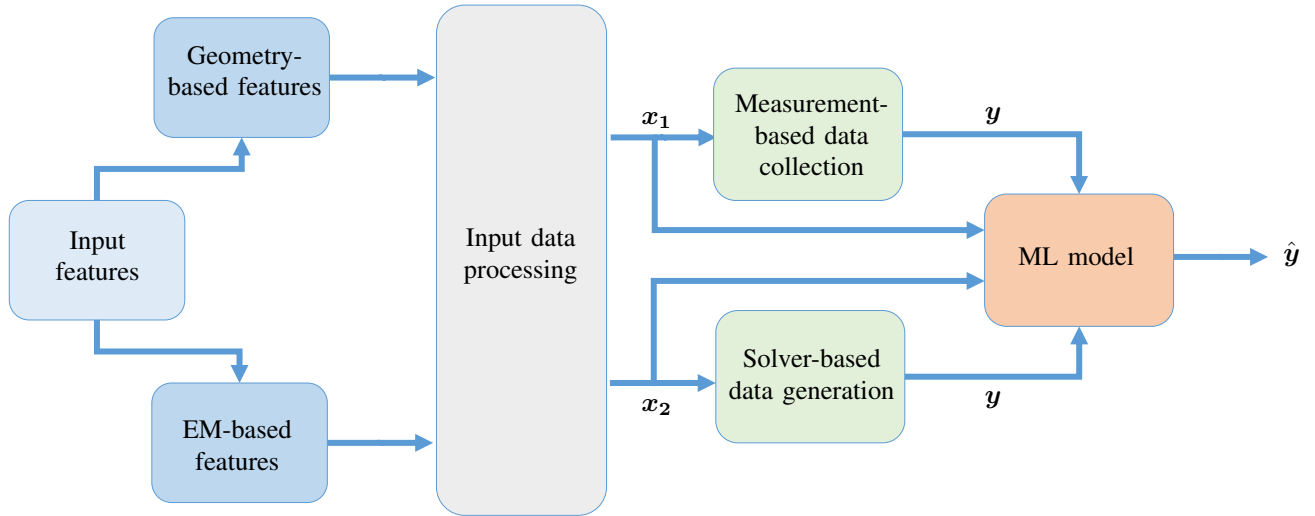 Geometry-
based features
Input
features
EM-based
features
Input data
processing
x₁
Measurement-
based data
collection
y
ML model
ŷ
Solver-based
data generation
x₂
y